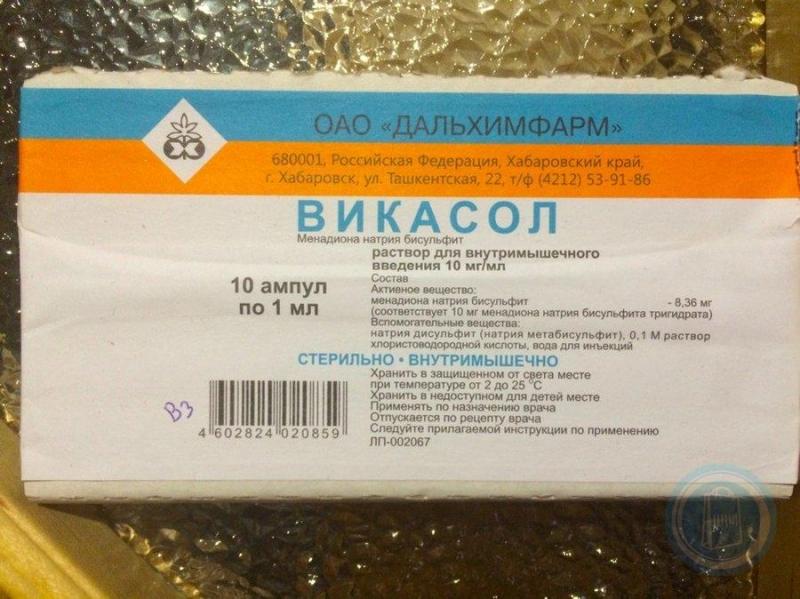 ОАО «ДАЛЬХИМФАРМ»
680001, Российская Федерация, Хабаровский край,
г. Хабаровск, ул. Ташкентская, 22, т/ф (4212) 53-91-86
ВИКАСОЛ
Менадиона натрия бисульфит
раствор для внутримышечного
введения 10 мг/мл
10 ампул
по 1 мл
Состав
Активное вещество:
менадиона натрия бисульфит - 8,36 мг
(соответствует 10 мг менадиона натрия бисульфита тригидрата)
Вспомогательные вещества:
натрия дисульфит (натрия метабисульфит), 0,1 М раствор
хлористоводородной кислоты, вода для инъекций
СТЕРИЛЬНО • ВНУТРИМЫШЕЧНО
Хранить в защищенном от света месте
при температуре от 2 до 25 °С
Хранить в недоступном для детей месте
Применять по назначению врача
Отпускается по рецепту врача
Следуйте прилагаемой инструкции по применению
ЛП-002067
В3
4 602824 020859